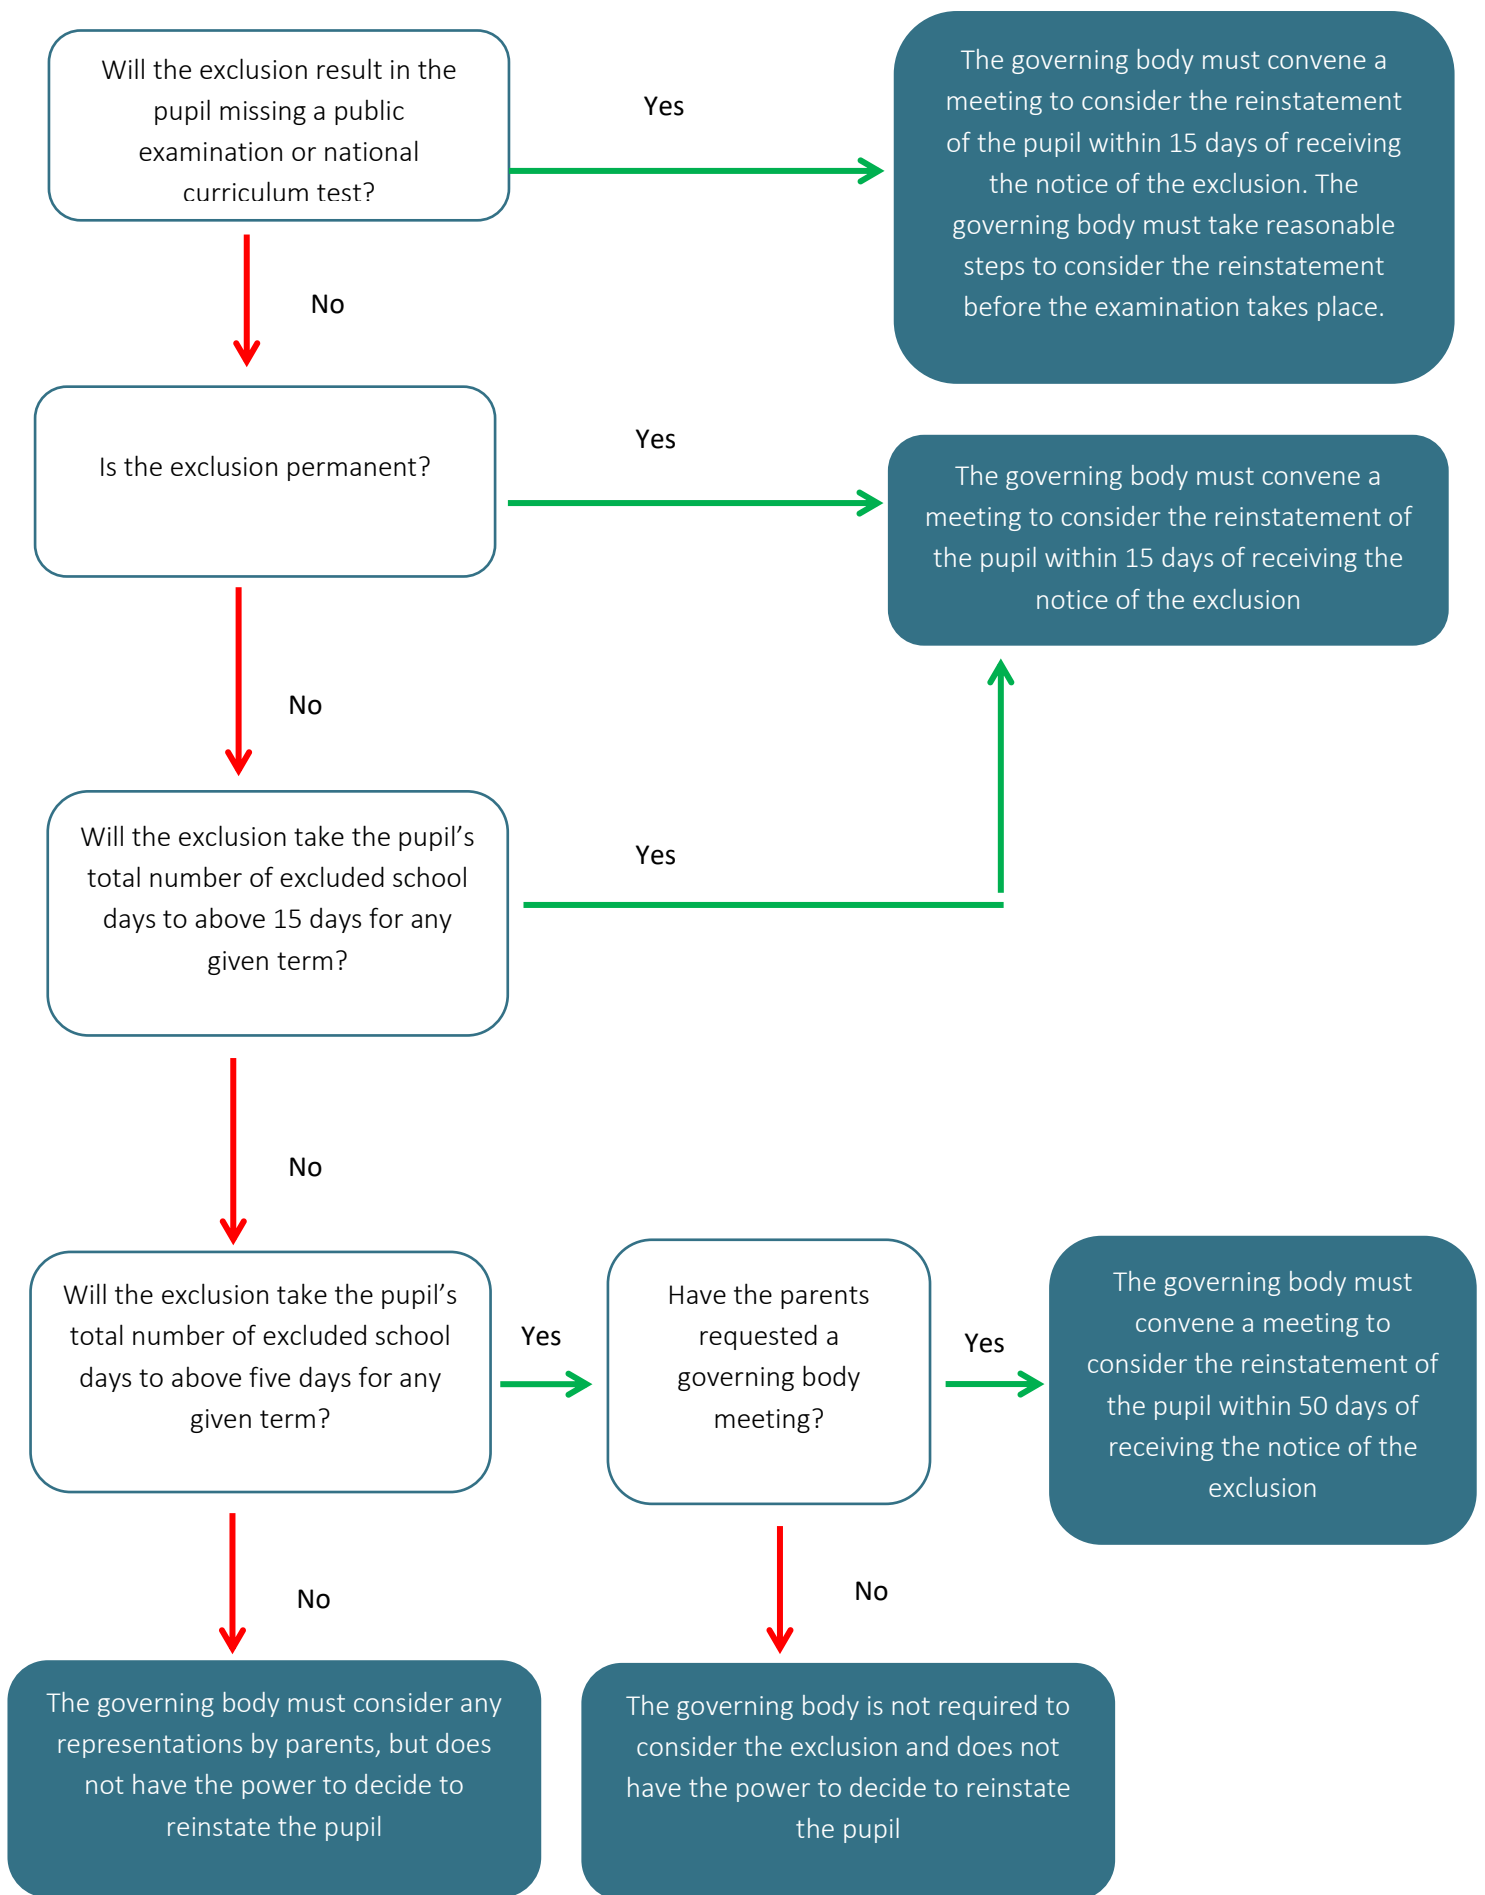 Will the exclusion result in the
pupil missing a public
examination or national
curriculum test?
Yes
The governing body must convene a
meeting to consider the reinstatement
of the pupil within 15 days of receiving
the notice of the exclusion. The
governing body must take reasonable
steps to consider the reinstatement
before the examination takes place.
No
Is the exclusion permanent?
Yes
The governing body must convene a
meeting to consider the reinstatement of
the pupil within 15 days of receiving the
notice of the exclusion
No
Will the exclusion take the pupil’s
total number of excluded school
days to above 15 days for any
given term?
Yes
No
Will the exclusion take the pupil’s
total number of excluded school
days to above five days for any
given term?
Yes
Have the parents
requested a
governing body
meeting?
Yes
The governing body must
convene a meeting to
consider the reinstatement of
the pupil within 50 days of
receiving the notice of the
exclusion
No
No
The governing body must consider any
representations by parents, but does
not have the power to decide to
reinstate the pupil
The governing body is not required to
consider the exclusion and does not
have the power to decide to reinstate
the pupil